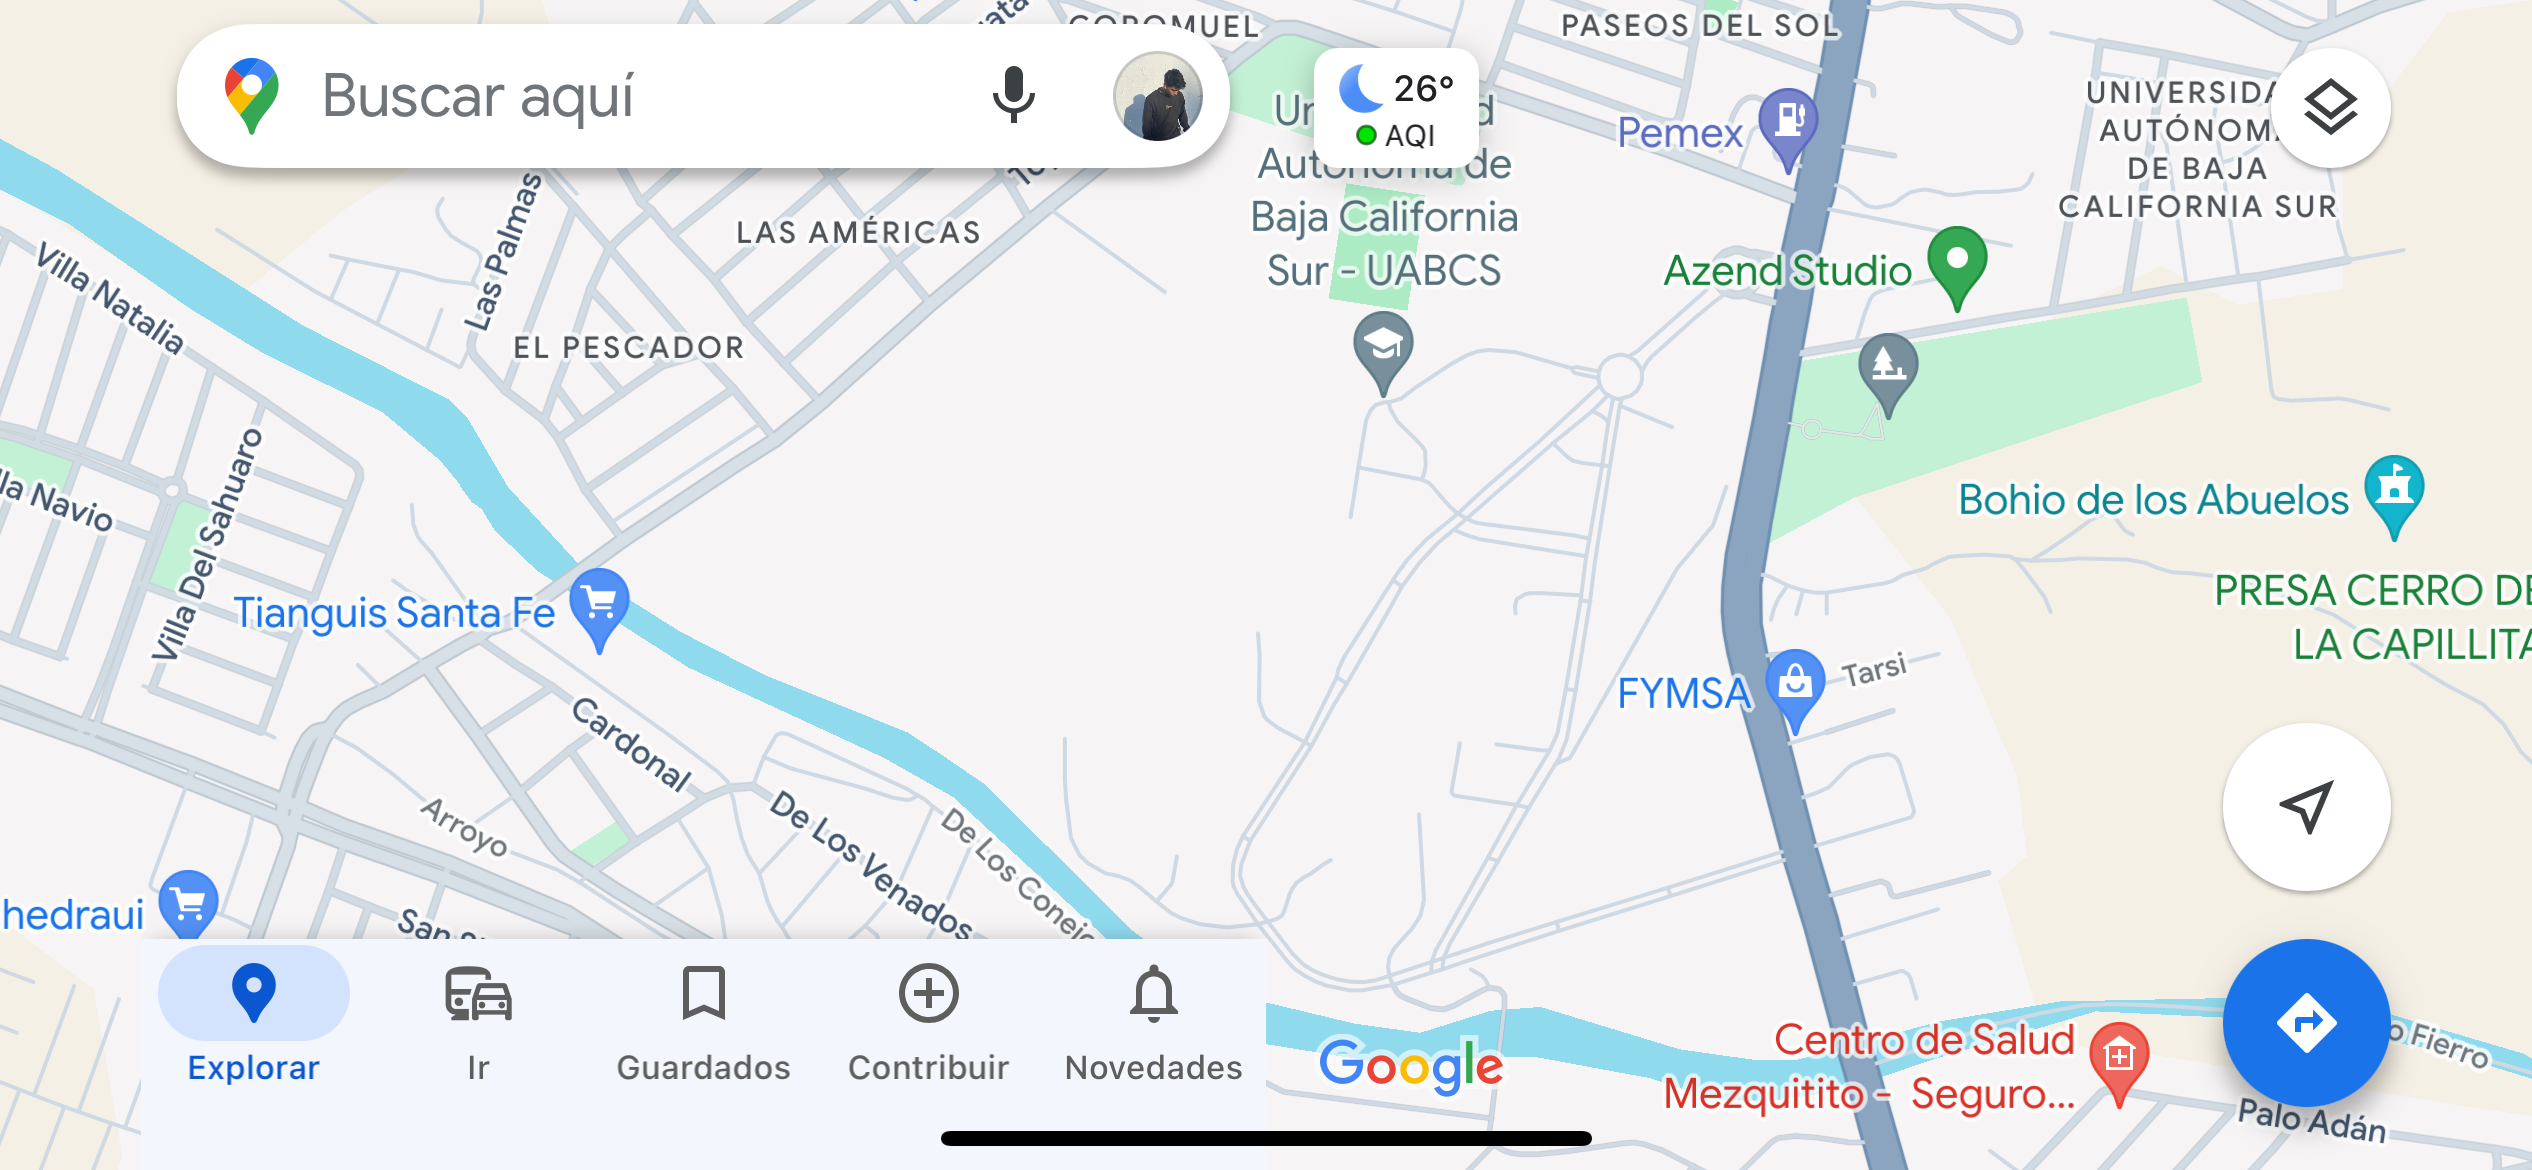 COROMUEL
PASEOS DEL SOL
Buscar aquí
26°
AQI
Autónoma de
Baja California
Sur - UABCS
Pemex
UNIVERSIDA
AUTÓNOM
DE BAJA
CALIFORNIA SUR
Las Palmas
LAS AMÉRICAS
Villa Natalia
EL PESCADOR
Azend Studio
Villa Del Sahuaro
lla Navio
Bohio de los Abuelos
PRESA CERRO DE
LA CAPILLITA
Tianguis Santa Fe
Tarsi
FYMSA
Cardonal
Arroyo
De Los Venados
De Los Conejo
hedraui
San
Explorar
Ir
Guardados
Contribuir
Novedades
Google
Centro de Salud
Mezquitito - Seguro...
o Fierro
Palo Adán